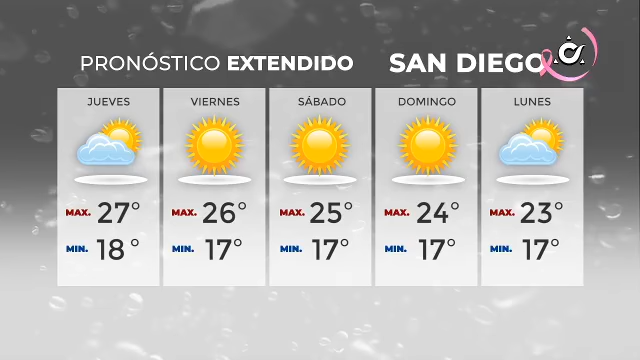 PRONÓSTICO EXTENDIDO
SAN DIEGO
JUEVES
MAX. 27°
MIN. 18°
VIERNES
MAX. 26°
MIN. 17°
SÁBADO
MAX. 25°
MIN. 17°
DOMINGO
MAX. 24°
MIN. 17°
LUNES
MAX. 23°
MIN. 17°